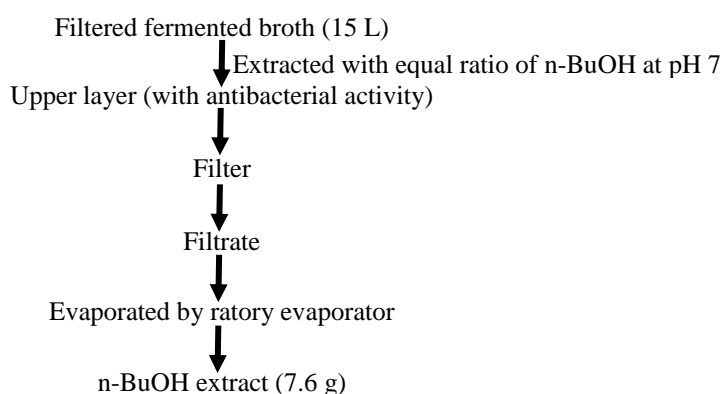 Filtered fermented broth (15 L)
Extracted with equal ratio of n-BuOH at pH 7
Upper layer (with antibacterial activity)
Filter
Filtrate
Evaporated by ratory evaporator
n-BuOH extract (7.6 g)